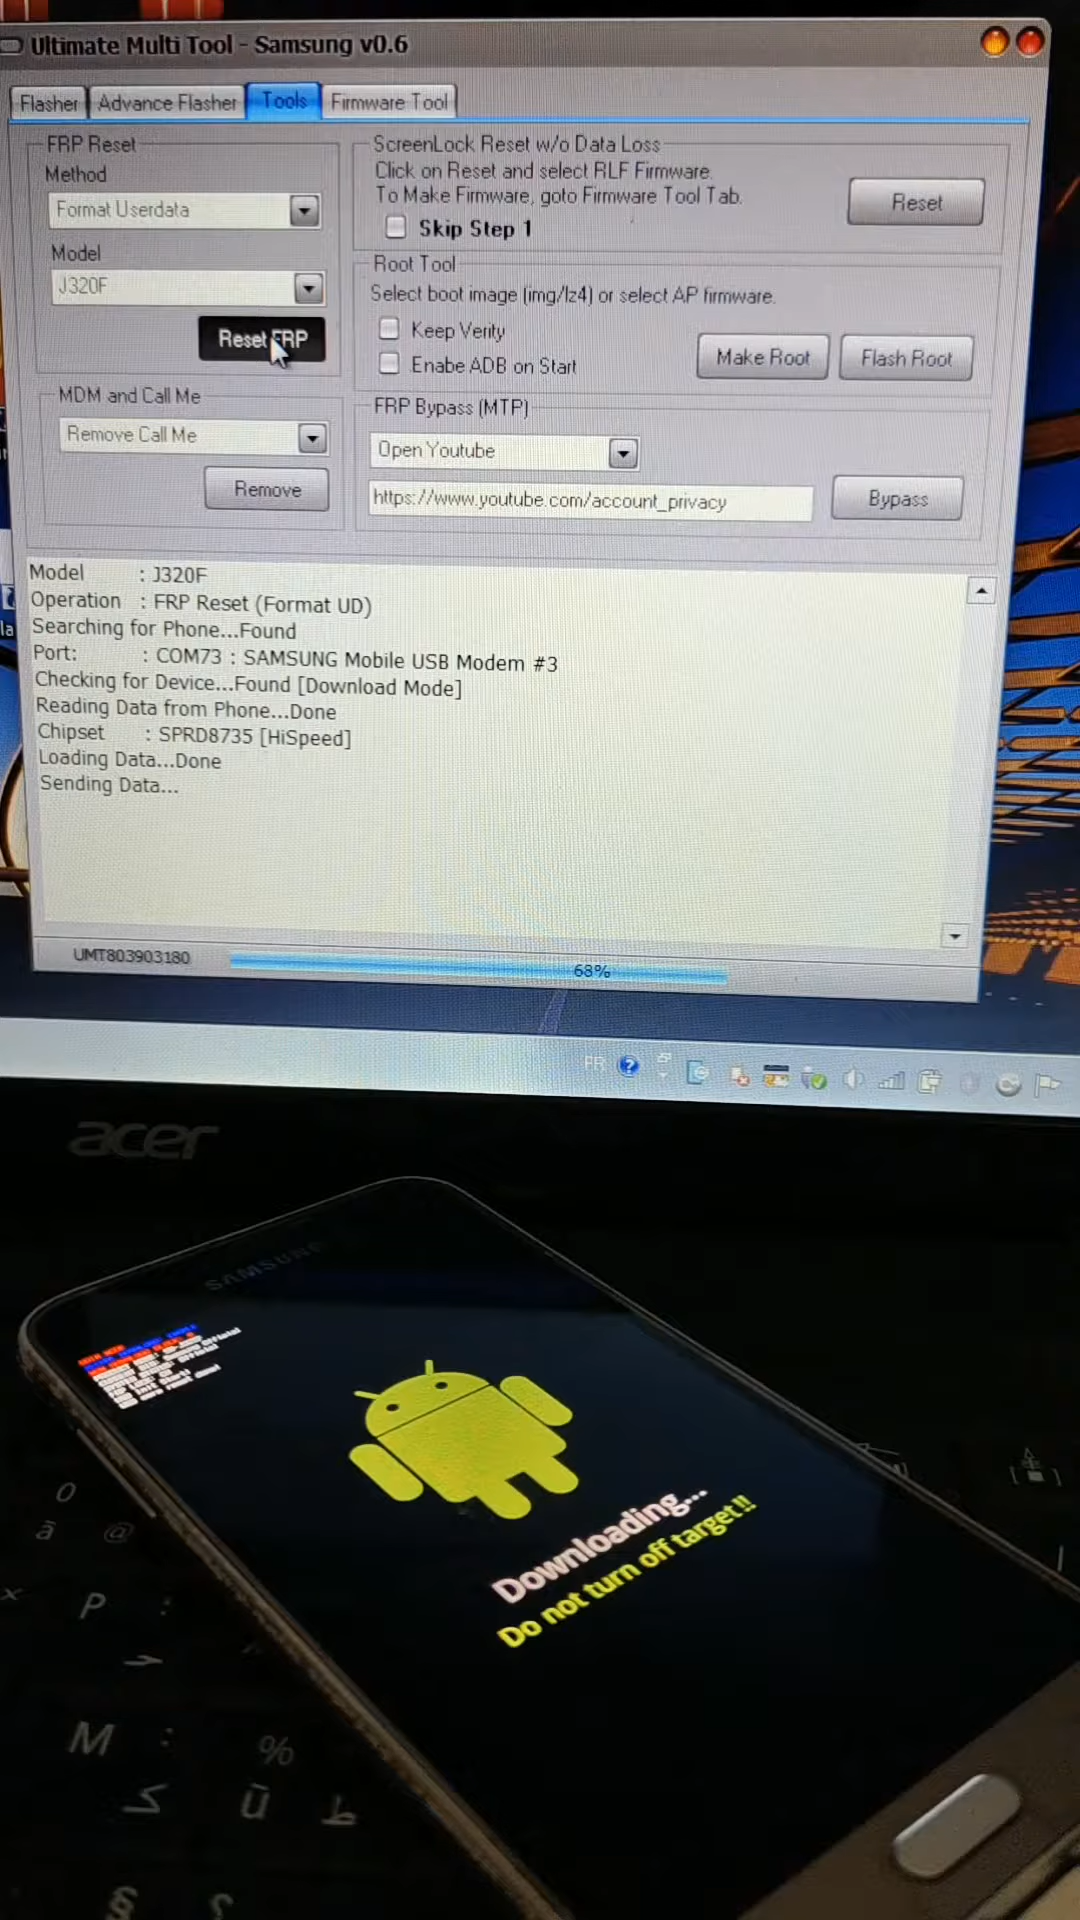 Ultimate Multi Tool - Samsung v0.6
Flasher
Advance Flasher
Tools
Firmware Tool
FRP Reset
Method
Format Userdata
Model
J320F
Reset FRP
ScreenLock Reset w/o Data Loss
Click on Reset and select RLF Firmware.
To Make Firmware, goto Firmware Tool Tab.
Skip Step 1
Reset
Root Tool
Select boot image (img/lz4) or select AP firmware.
Keep Verity
Enabe ADB on Start
Make Root
Flash Root
MDM and Call Me
Remove Call Me
Remove
FRP Bypass (MTP)
Open Youtube
https://www.youtube.com/account_privacy
Bypass
Model : J320F
Operation : FRP Reset (Format UD)
Searching for Phone...Found
Port: : COM73 : SAMSUNG Mobile USB Modem #3
Checking for Device...Found [Download Mode]
Reading Data from Phone...Done
Chipset : SPRD8735 [HiSpeed]
Loading Data...Done
Sending Data...
UMT803903180
68%
FR
acer
SAMSUNG
Downloading...
Do not turn off target!!
0
à @
P :
M :
%